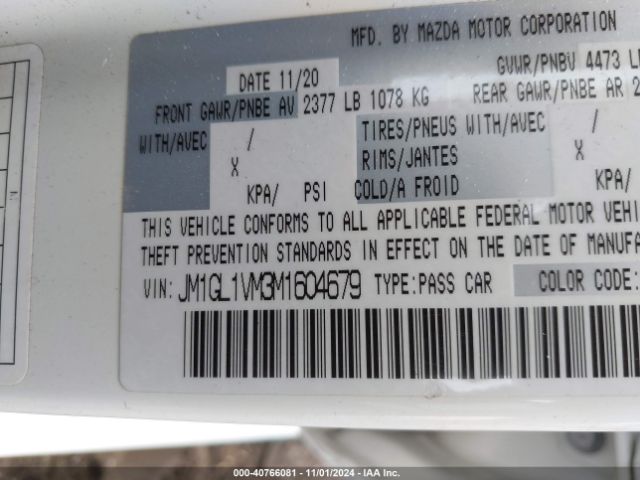 MFD. BY MAZDA MOTOR CORPORATION
DATE 11/20 GVWR/PNBV 4473 L
FRONT GAWR/PNBE AV 2377 LB 1078 KG REAR GAWR/PNBE AR 2
WITH/AVEC / TIRES/PNEUS WITH/AVEC /
X RIMS/JANTES X
KPA/ PSI COLD/A FROID KPA/
THIS VEHICLE CONFORMS TO ALL APPLICABLE FEDERAL MOTOR VEHI
THEFT PREVENTION STANDARDS IN EFFECT ON THE DATE OF MANUFA
VIN: JM1GL1VM3M1604679 TYPE:PASS CAR COLOR CODE:
000-40766081 - 11/01/2024 - IAA Inc.